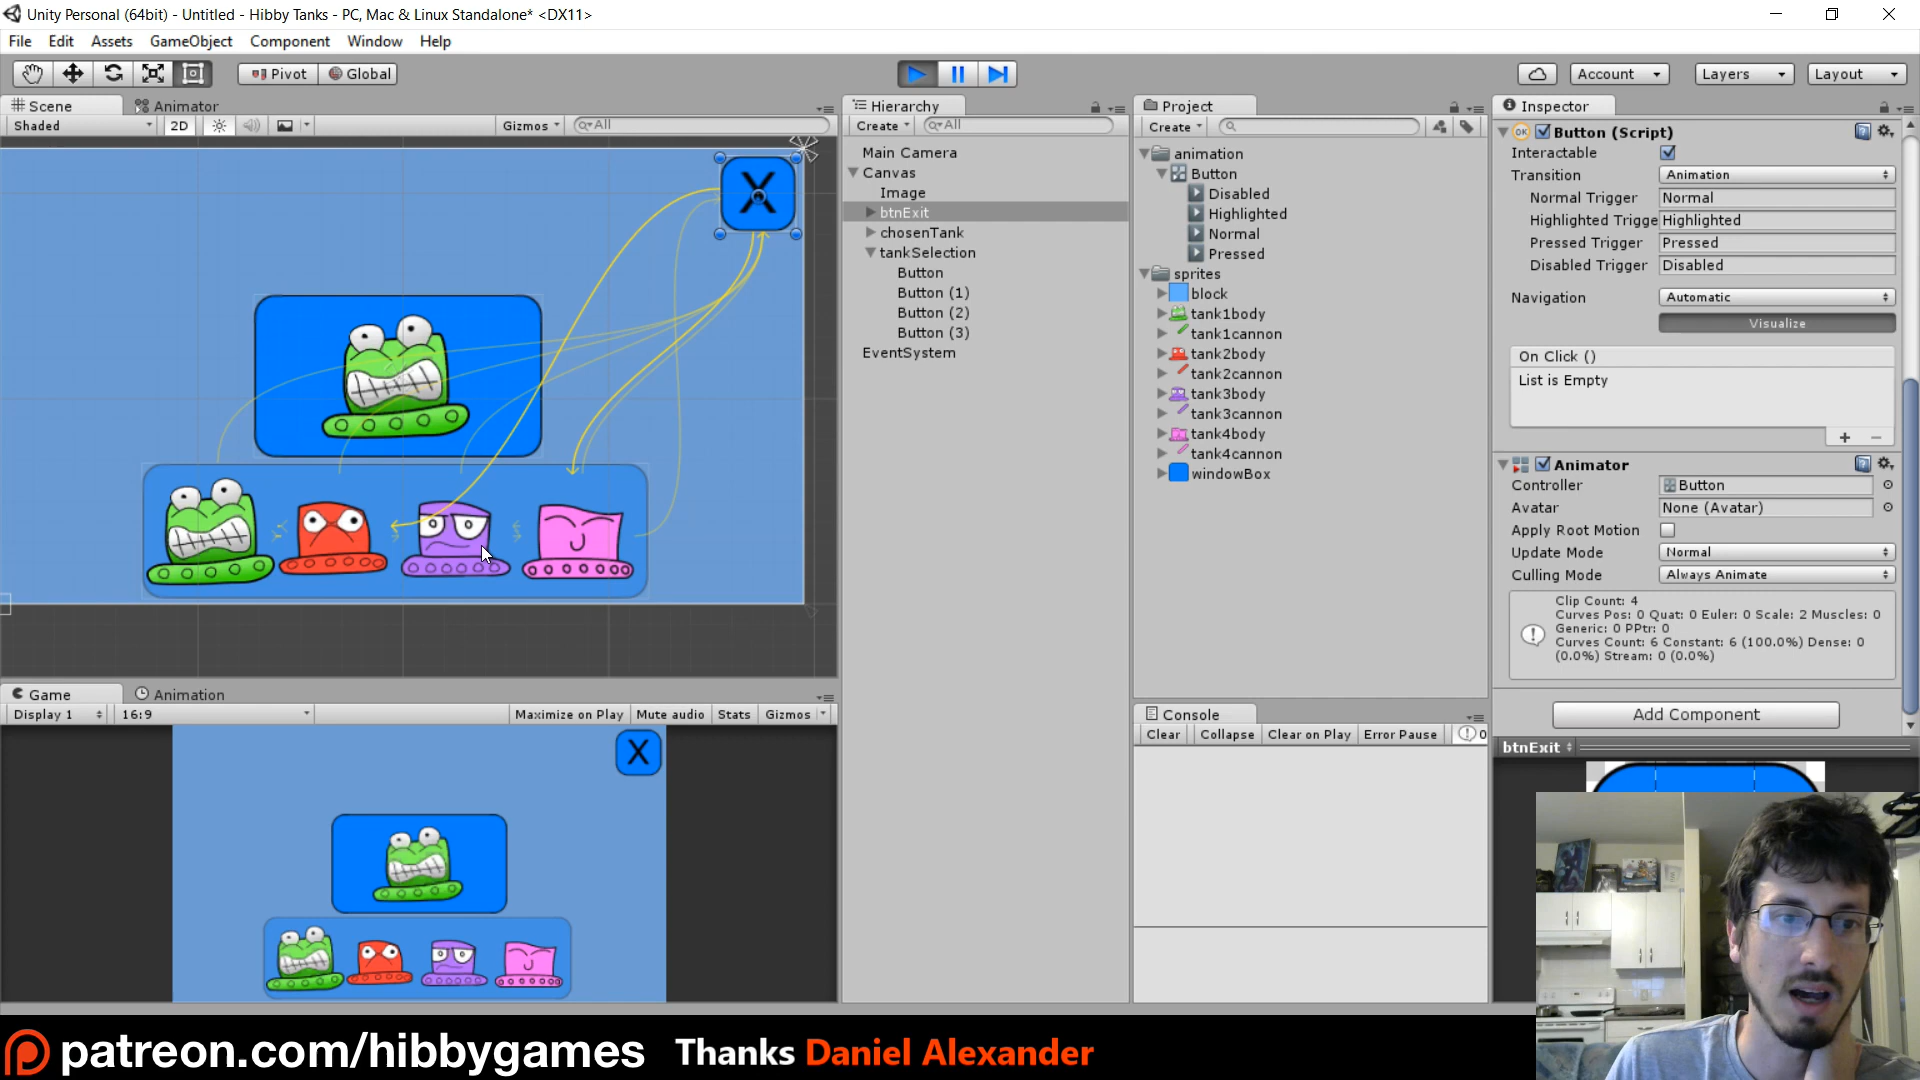 Unity Personal (64bit) - Untitled - Hibby Tanks - PC, Mac & Linux Standalone* <DX11>
File Edit Assets GameObject Component Window Help
Pivot Global
Account Layers Layout
Scene Animator
Shaded 2D Gizmos All
Hierarchy
Create All
Main Camera
Canvas
Image
btnExit
chosenTank
tankSelection
Button
Button (1)
Button (2)
Button (3)
EventSystem
Project
Create
animation
Button
Disabled
Highlighted
Normal
Pressed
sprites
block
tank1body
tank1cannon
tank2body
tank2cannon
tank3body
tank3cannon
tank4body
tank4cannon
windowBox
Inspector
OK Button (Script)
Interactable
Transition Animation
Normal Trigger Normal
Highlighted Trigge Highlighted
Pressed Trigger Pressed
Disabled Trigger Disabled
Navigation Automatic
Visualize
On Click ()
List is Empty
+ −
Animator
Controller Button
Avatar None (Avatar)
Apply Root Motion
Update Mode Normal
Culling Mode Always Animate
Clip Count: 4
Curves Pos: 0 Quat: 0 Euler: 0 Scale: 2 Muscles: 0
Generic: 0 PPtr: 0
Curves Count: 6 Constant: 6 (100.0%) Dense: 0
(0.0%) Stream: 0 (0.0%)
Add Component
btnExit
X
Game Animation
Display 1 16:9 Maximize on Play Mute audio Stats Gizmos
X
Console
Clear Collapse Clear on Play Error Pause 0
patreon.com/hibbygames Thanks Daniel Alexander